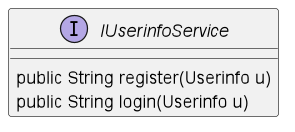 I IUserinfoService
public String register(Userinfo u)
public String login(Userinfo u)